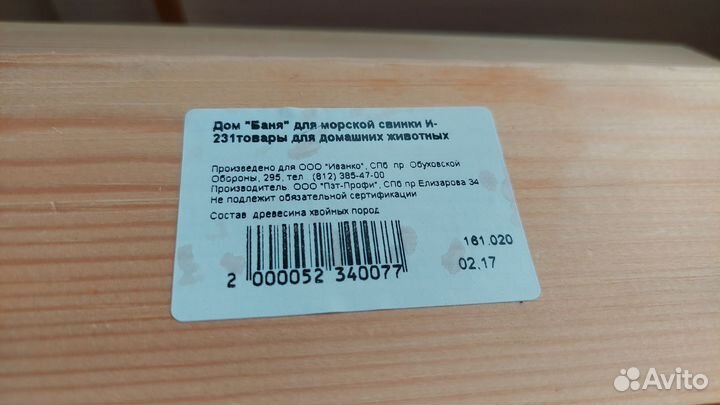 Дом "Баня" для морской свинки И-
231товары для домашних животных
Произведено для ООО "Иванко", СПб пр Обуховской
Обороны, 295, тел (812) 385-47-00
Производитель ООО "Пэт-Профи", СПб пр Елизарова 34
Не подлежит обязательной сертификации
Состав древесина хвойных пород
161.020
02.17
2 000052 340077
Avito